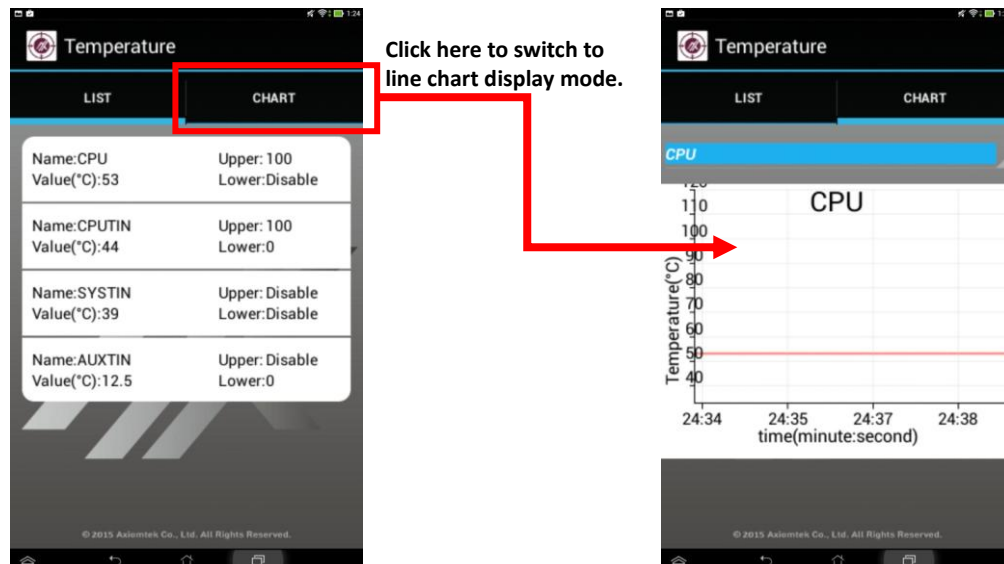 1:24
Temperature
LIST
CHART
Name:CPU
Upper: 100
Value(°C):53
Lower:Disable
Name:CPUTIN
Upper: 100
Value(°C):44
Lower:0
Name:SYSTIN
Upper: Disable
Value(°C):39
Lower:Disable
Name:AUXTIN
Upper: Disable
Value(°C):12.5
Lower:0
© 2015 Axiomtek Co., Ltd. All Rights Reserved.
Click here to switch to
line chart display mode.
Temperature
LIST
CHART
CPU
CPU
120
110
100
90
80
70
60
50
40
Temperature(°C)
24:34
24:35
24:37
24:38
time(minute:second)
© 2015 Axiomtek Co., Ltd. All Rights Reserved.